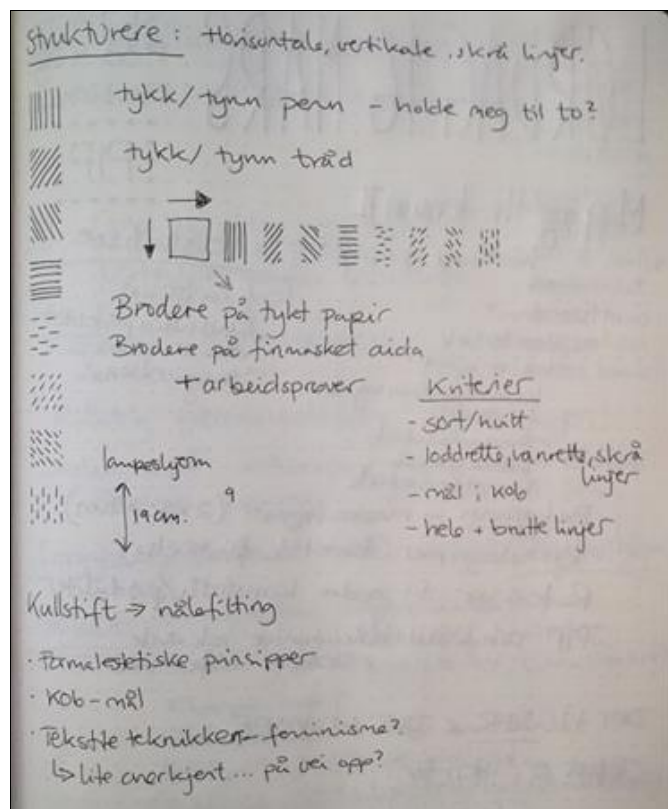 strukturere : Horisontale, vertikale, skrå linjer.
tykk/tynn penn - holde meg til to?
tykk/tynn tråd
Brodere på tykt papir
Brodere på finmasket aida
+ arbeidsprøver
Kriterier
- sort/hvitt
- loddrette, vannrette, skrå
linjer
- mål i kob
- hele + brutte linjer
lampeskjerm
19 cm.
9
Kullstift ⇒ nålefilting
· Formalestetiske prinsipper
· Kob-mål
· Tekstile teknikker - feminisme?
↳ lite anerkjent... på vei opp?